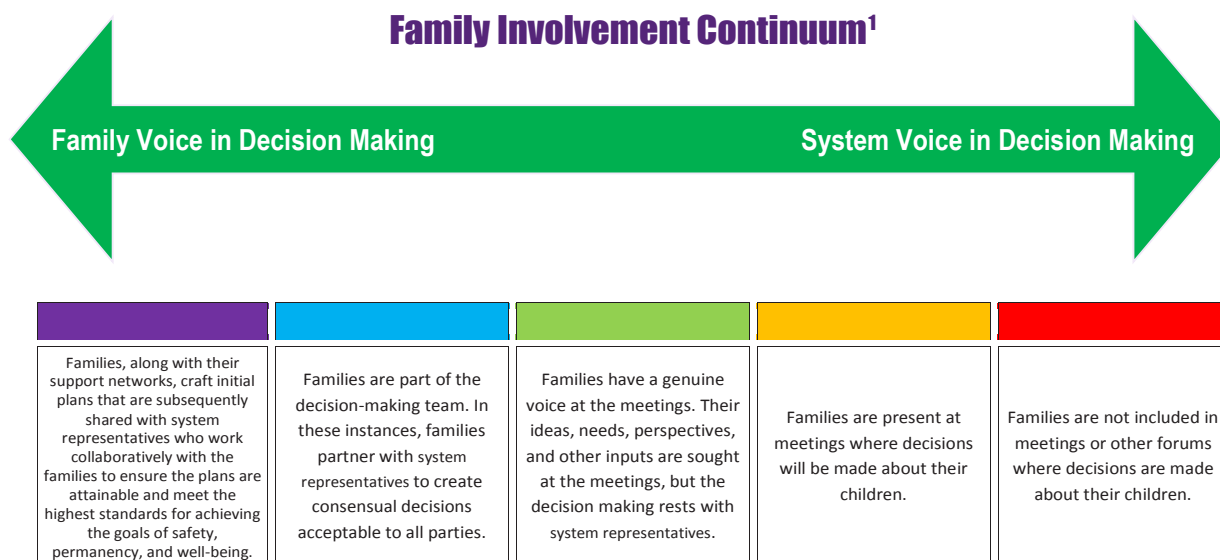 Family Involvement Continuum¹
Family Voice in Decision Making
System Voice in Decision Making
Families, along with their
support networks, craft initial
plans that are subsequently
shared with system
representatives who work
collaboratively with the
families to ensure the plans are
attainable and meet the
highest standards for achieving
the goals of safety,
permanency, and well-being.
Families are part of the
decision-making team. In
these instances, families
partner with system
representatives to create
consensual decisions
acceptable to all parties.
Families have a genuine
voice at the meetings. Their
ideas, needs, perspectives,
and other inputs are sought
at the meetings, but the
decision making rests with
system representatives.
Families are present at
meetings where decisions
will be made about their
children.
Families are not included in
meetings or other forums
where decisions are made
about their children.